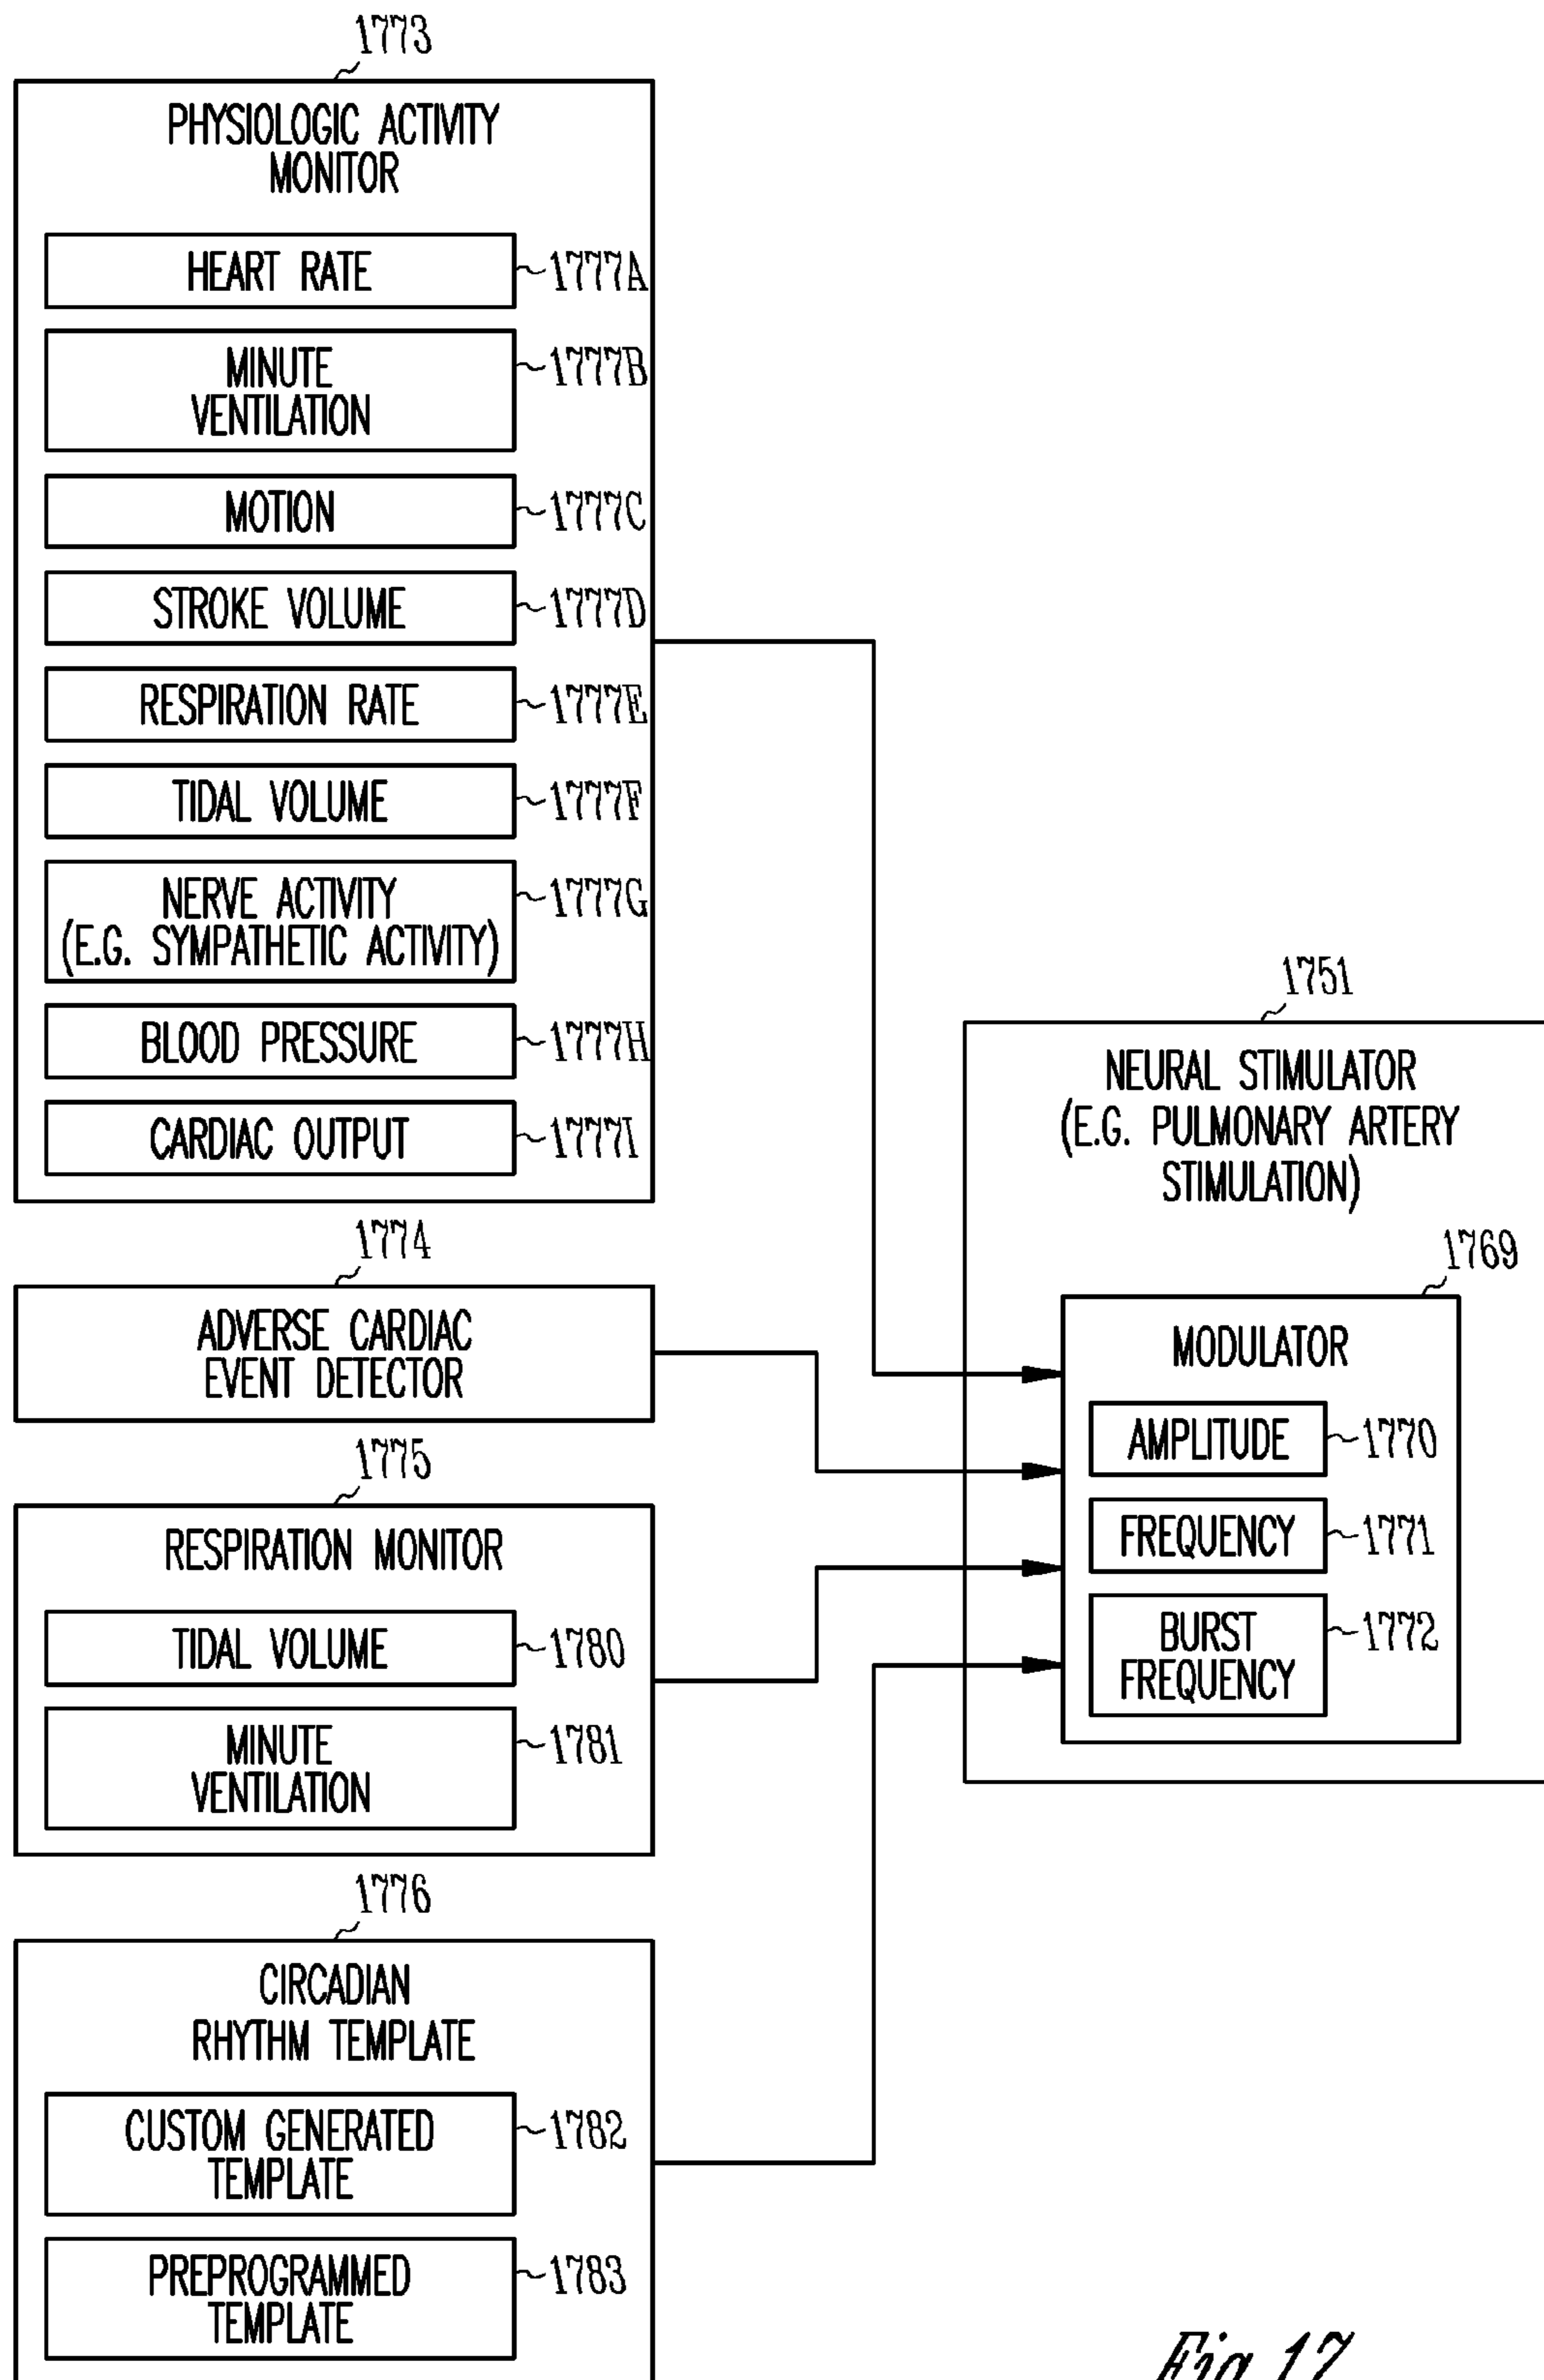 1773
PHYSIOLOGIC ACTIVITY
MONITOR
HEART RATE
1777A
MINUTE
VENTILATION
1777B
MOTION
1777C
STROKE VOLUME
1777D
RESPIRATION RATE
1777E
TIDAL VOLUME
1777F
NERVE ACTIVITY
(E.G. SYMPATHETIC ACTIVITY)
1777G
BLOOD PRESSURE
1777H
CARDIAC OUTPUT
1777I
1774
ADVERSE CARDIAC
EVENT DETECTOR
1775
RESPIRATION MONITOR
TIDAL VOLUME
1780
MINUTE
VENTILATION
1781
1776
CIRCADIAN
RHYTHM TEMPLATE
CUSTOM GENERATED
TEMPLATE
1782
PREPROGRAMMED
TEMPLATE
1783
1751
NEURAL STIMULATOR
(E.G. PULMONARY ARTERY
STIMULATION)
1769
MODULATOR
AMPLITUDE
1770
FREQUENCY
1771
BURST
FREQUENCY
1772
Fig.17